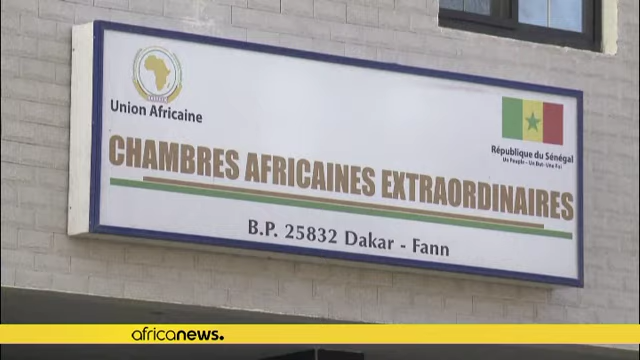 Union Africaine
République du Sénégal
Un Peuple - Un But - Une Foi
CHAMBRES AFRICAINES EXTRAORDINAIRES
B.P. 25832 Dakar - Fann
africanews.